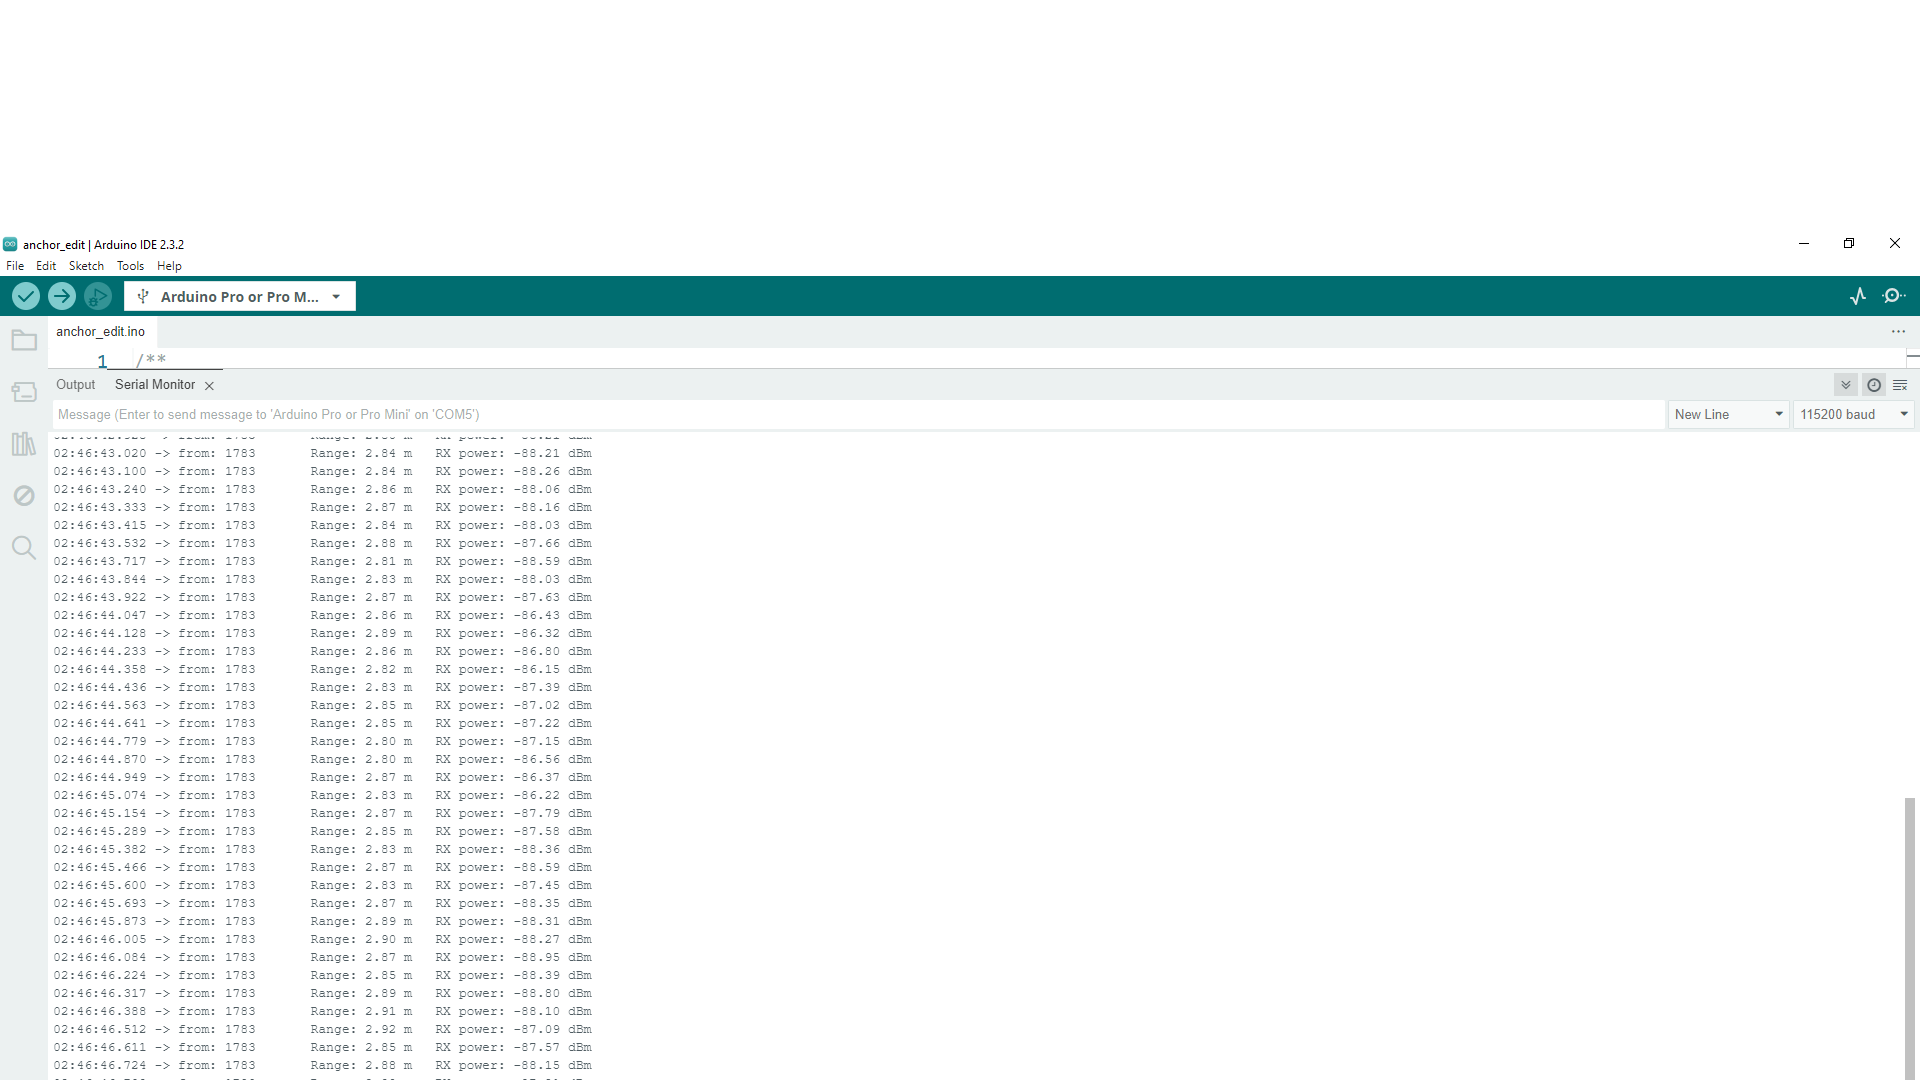 anchor_edit | Arduino IDE 2.3.2
File Edit Sketch Tools Help
Arduino Pro or Pro M...
anchor_edit.ino
1 /**
Output Serial Monitor
Message (Enter to send message to 'Arduino Pro or Pro Mini' on 'COM5') New Line 115200 baud
02:46:43.020 -> from: 1783 Range: 2.84 m RX power: -88.21 dBm
02:46:43.100 -> from: 1783 Range: 2.84 m RX power: -88.26 dBm
02:46:43.240 -> from: 1783 Range: 2.86 m RX power: -88.06 dBm
02:46:43.333 -> from: 1783 Range: 2.87 m RX power: -88.16 dBm
02:46:43.415 -> from: 1783 Range: 2.84 m RX power: -88.03 dBm
02:46:43.532 -> from: 1783 Range: 2.88 m RX power: -87.66 dBm
02:46:43.717 -> from: 1783 Range: 2.81 m RX power: -88.59 dBm
02:46:43.844 -> from: 1783 Range: 2.83 m RX power: -88.03 dBm
02:46:43.922 -> from: 1783 Range: 2.87 m RX power: -87.63 dBm
02:46:44.047 -> from: 1783 Range: 2.86 m RX power: -86.43 dBm
02:46:44.128 -> from: 1783 Range: 2.89 m RX power: -86.32 dBm
02:46:44.233 -> from: 1783 Range: 2.86 m RX power: -86.80 dBm
02:46:44.358 -> from: 1783 Range: 2.82 m RX power: -86.15 dBm
02:46:44.436 -> from: 1783 Range: 2.83 m RX power: -87.39 dBm
02:46:44.563 -> from: 1783 Range: 2.85 m RX power: -87.02 dBm
02:46:44.641 -> from: 1783 Range: 2.85 m RX power: -87.22 dBm
02:46:44.779 -> from: 1783 Range: 2.80 m RX power: -87.15 dBm
02:46:44.870 -> from: 1783 Range: 2.80 m RX power: -86.56 dBm
02:46:44.949 -> from: 1783 Range: 2.87 m RX power: -86.37 dBm
02:46:45.074 -> from: 1783 Range: 2.83 m RX power: -86.22 dBm
02:46:45.154 -> from: 1783 Range: 2.87 m RX power: -87.79 dBm
02:46:45.289 -> from: 1783 Range: 2.85 m RX power: -87.58 dBm
02:46:45.382 -> from: 1783 Range: 2.83 m RX power: -88.36 dBm
02:46:45.466 -> from: 1783 Range: 2.87 m RX power: -88.59 dBm
02:46:45.600 -> from: 1783 Range: 2.83 m RX power: -87.45 dBm
02:46:45.693 -> from: 1783 Range: 2.87 m RX power: -88.35 dBm
02:46:45.873 -> from: 1783 Range: 2.89 m RX power: -88.31 dBm
02:46:46.005 -> from: 1783 Range: 2.90 m RX power: -88.27 dBm
02:46:46.084 -> from: 1783 Range: 2.87 m RX power: -88.95 dBm
02:46:46.224 -> from: 1783 Range: 2.85 m RX power: -88.39 dBm
02:46:46.317 -> from: 1783 Range: 2.89 m RX power: -88.80 dBm
02:46:46.388 -> from: 1783 Range: 2.91 m RX power: -88.10 dBm
02:46:46.512 -> from: 1783 Range: 2.92 m RX power: -87.09 dBm
02:46:46.611 -> from: 1783 Range: 2.85 m RX power: -87.57 dBm
02:46:46.724 -> from: 1783 Range: 2.88 m RX power: -88.15 dBm